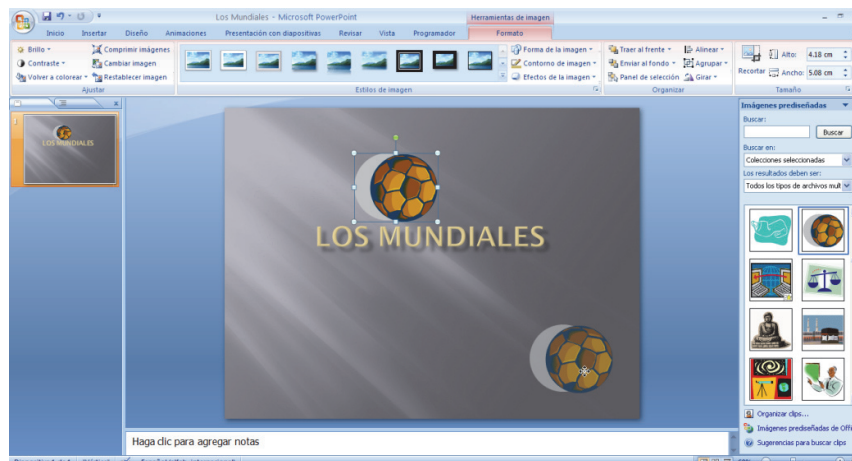 Los Mundiales - Microsoft PowerPoint
Herramientas de imagen
Inicio Insertar Diseño Animaciones Presentación con diapositivas Revisar Vista Programador Formato
Brillo
Contraste
Volver a colorear
Comprimir imágenes
Cambiar imagen
Restablecer imagen
Ajustar
Estilos de imagen
Forma de la imagen
Contorno de imagen
Efectos de la imagen
Traer al frente
Enviar al fondo
Panel de selección
Alinear
Agrupar
Girar
Organizar
Recortar
Alto: 4.18 cm
Ancho: 5.08 cm
Tamaño
1
LOS MUNDIALES
LOS MUNDIALES
Haga clic para agregar notas
Imágenes prediseñadas
Buscar:
Buscar
Buscar en:
Colecciones seleccionadas
Los resultados deben ser:
Todos los tipos de archivos mult
Organizar clips...
Imágenes prediseñadas de Offi
Sugerencias para buscar clips